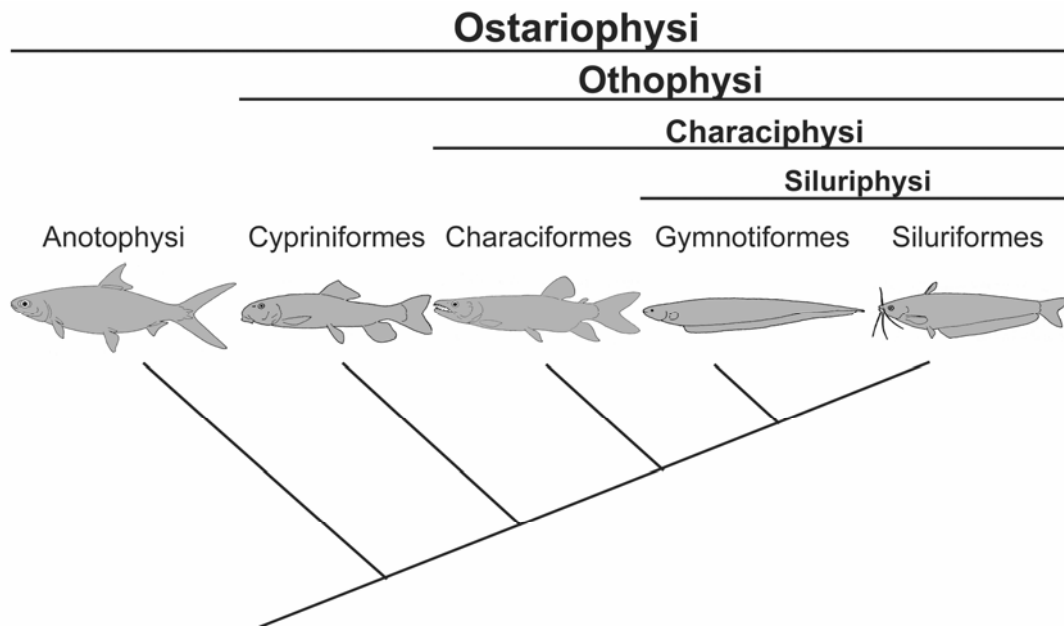 Ostariophysi
Othophysi
Characiphysi
Siluriphysi
Anotophysi Cypriniformes Characiformes Gymnotiformes Siluriformes